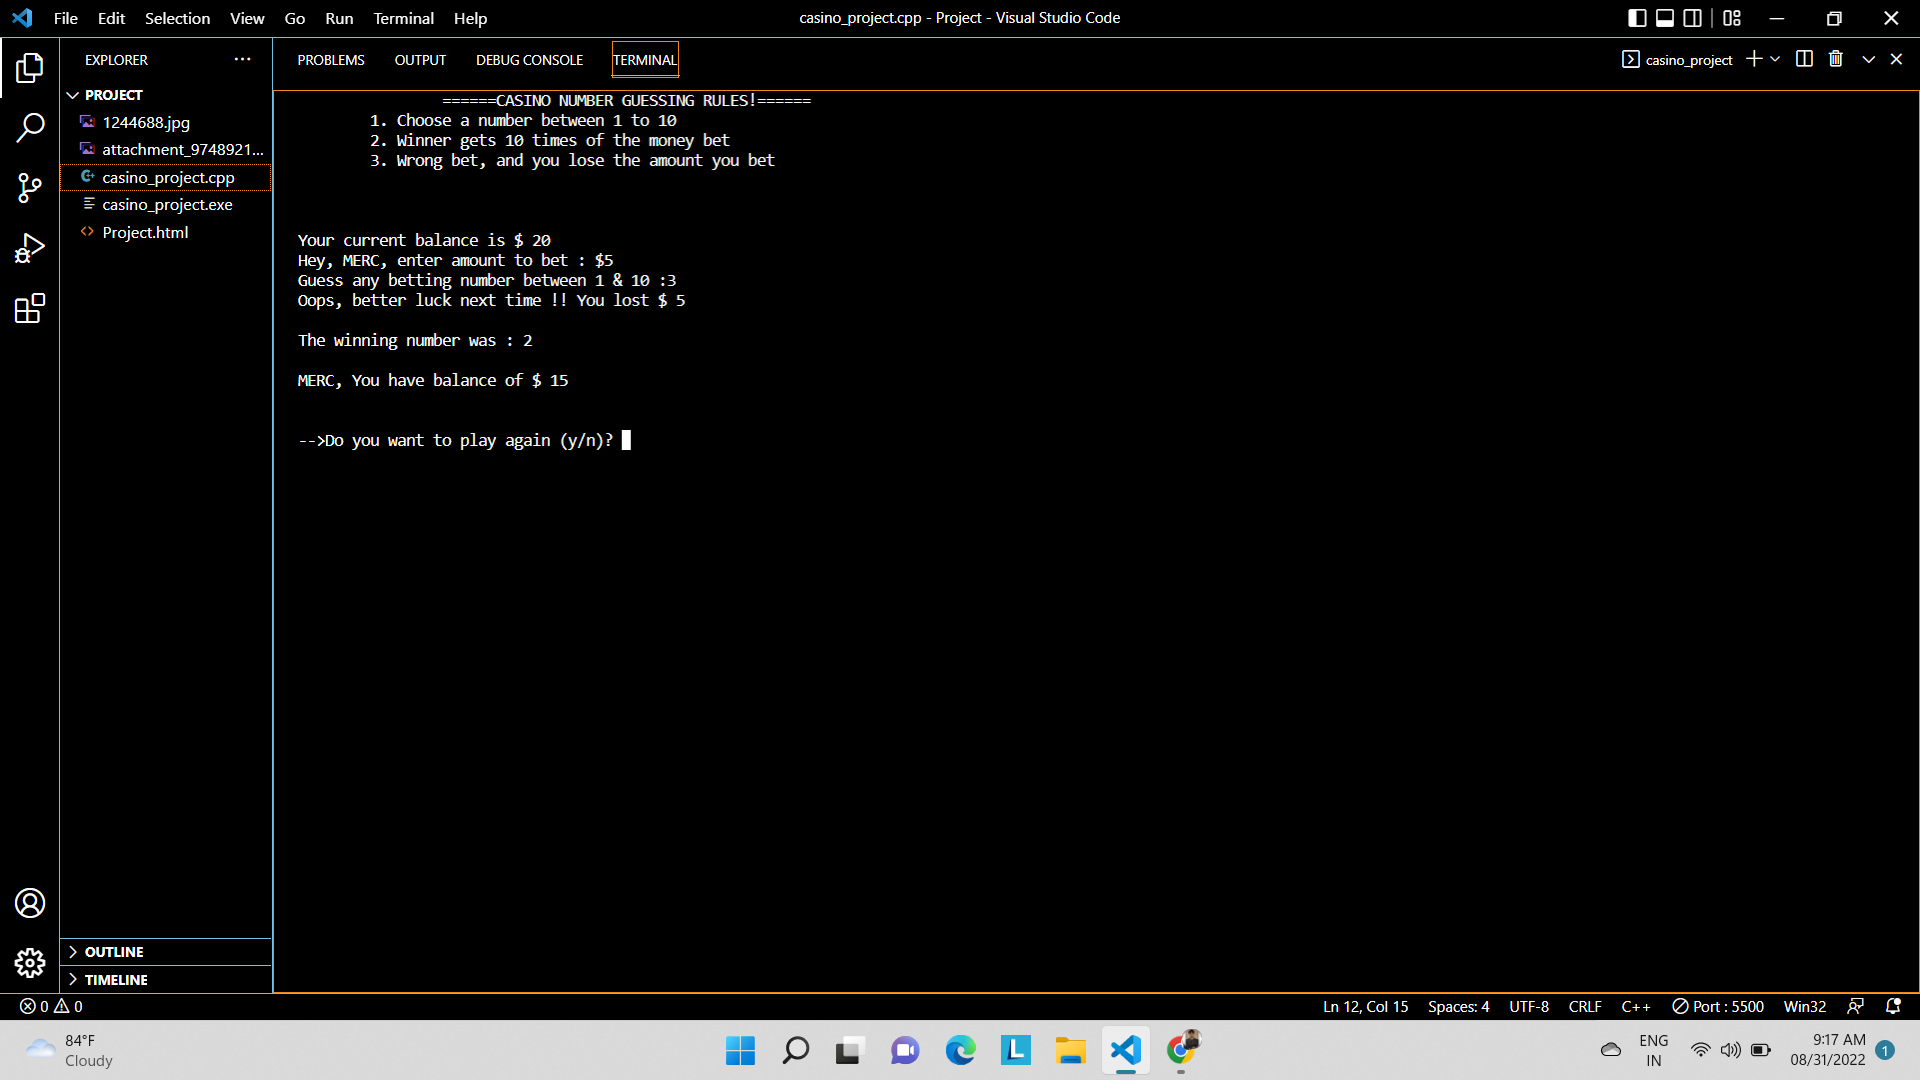 File Edit Selection View Go Run Terminal Help
casino_project.cpp - Project - Visual Studio Code
EXPLORER
PROJECT
1244688.jpg
attachment_9748921...
casino_project.cpp
casino_project.exe
Project.html
OUTLINE
TIMELINE
PROBLEMS OUTPUT DEBUG CONSOLE TERMINAL
casino_project
======CASINO NUMBER GUESSING RULES!======
1. Choose a number between 1 to 10
2. Winner gets 10 times of the money bet
3. Wrong bet, and you lose the amount you bet
Your current balance is $ 20
Hey, MERC, enter amount to bet : $5
Guess any betting number between 1 & 10 :3
Oops, better luck next time !! You lost $ 5
The winning number was : 2
MERC, You have balance of $ 15
-->Do you want to play again (y/n)?
0 0
Ln 12, Col 15 Spaces: 4 UTF-8 CRLF C++ Port : 5500 Win32
84°F
Cloudy
L
ENG
IN
9:17 AM
08/31/2022
1